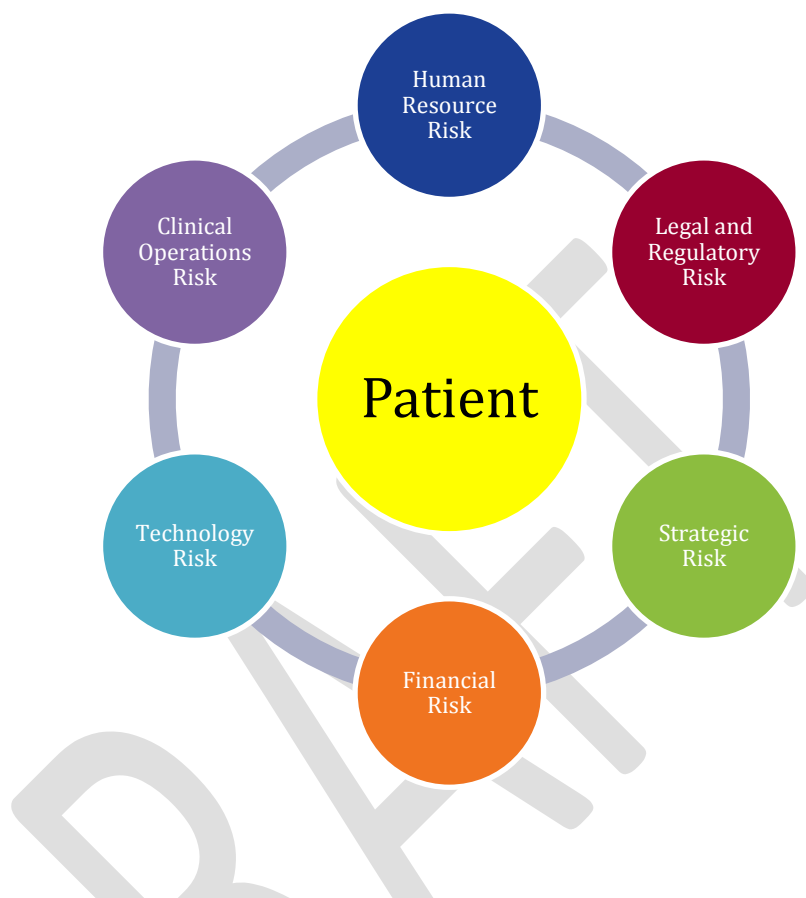 Human
Resource
Risk
Legal and
Regulatory
Risk
Strategic
Risk
Financial
Risk
Technology
Risk
Clinical
Operations
Risk
Patient